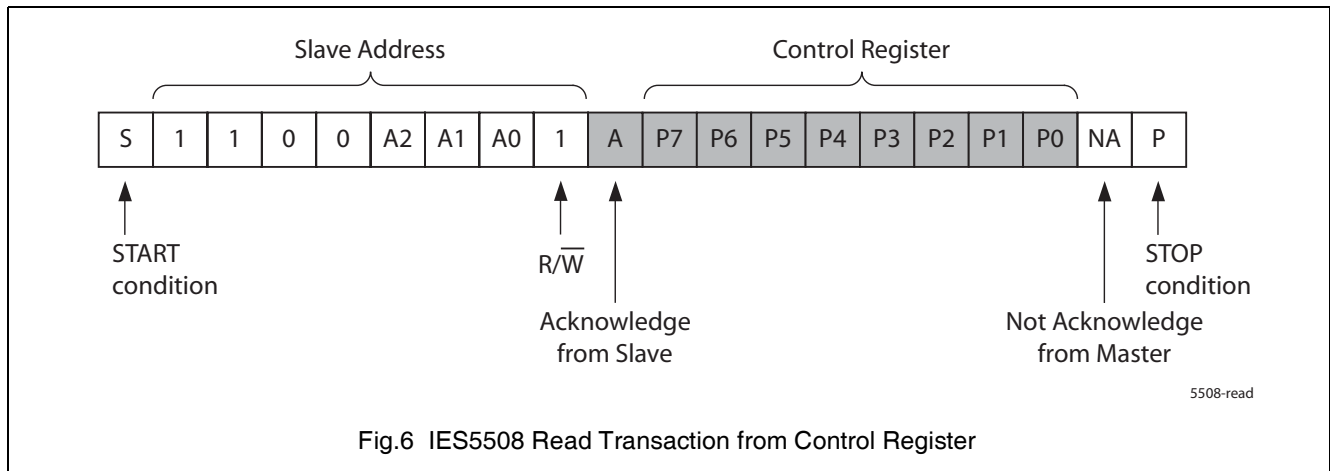 Slave Address Control Register
S 1 1 0 0 A2 A1 A0 1 A P7 P6 P5 P4 P3 P2 P1 P0 NA P
START
condition
R/W̅
Acknowledge
from Slave
Not Acknowledge
from Master
STOP
condition
5508-read
Fig.6 IES5508 Read Transaction from Control Register